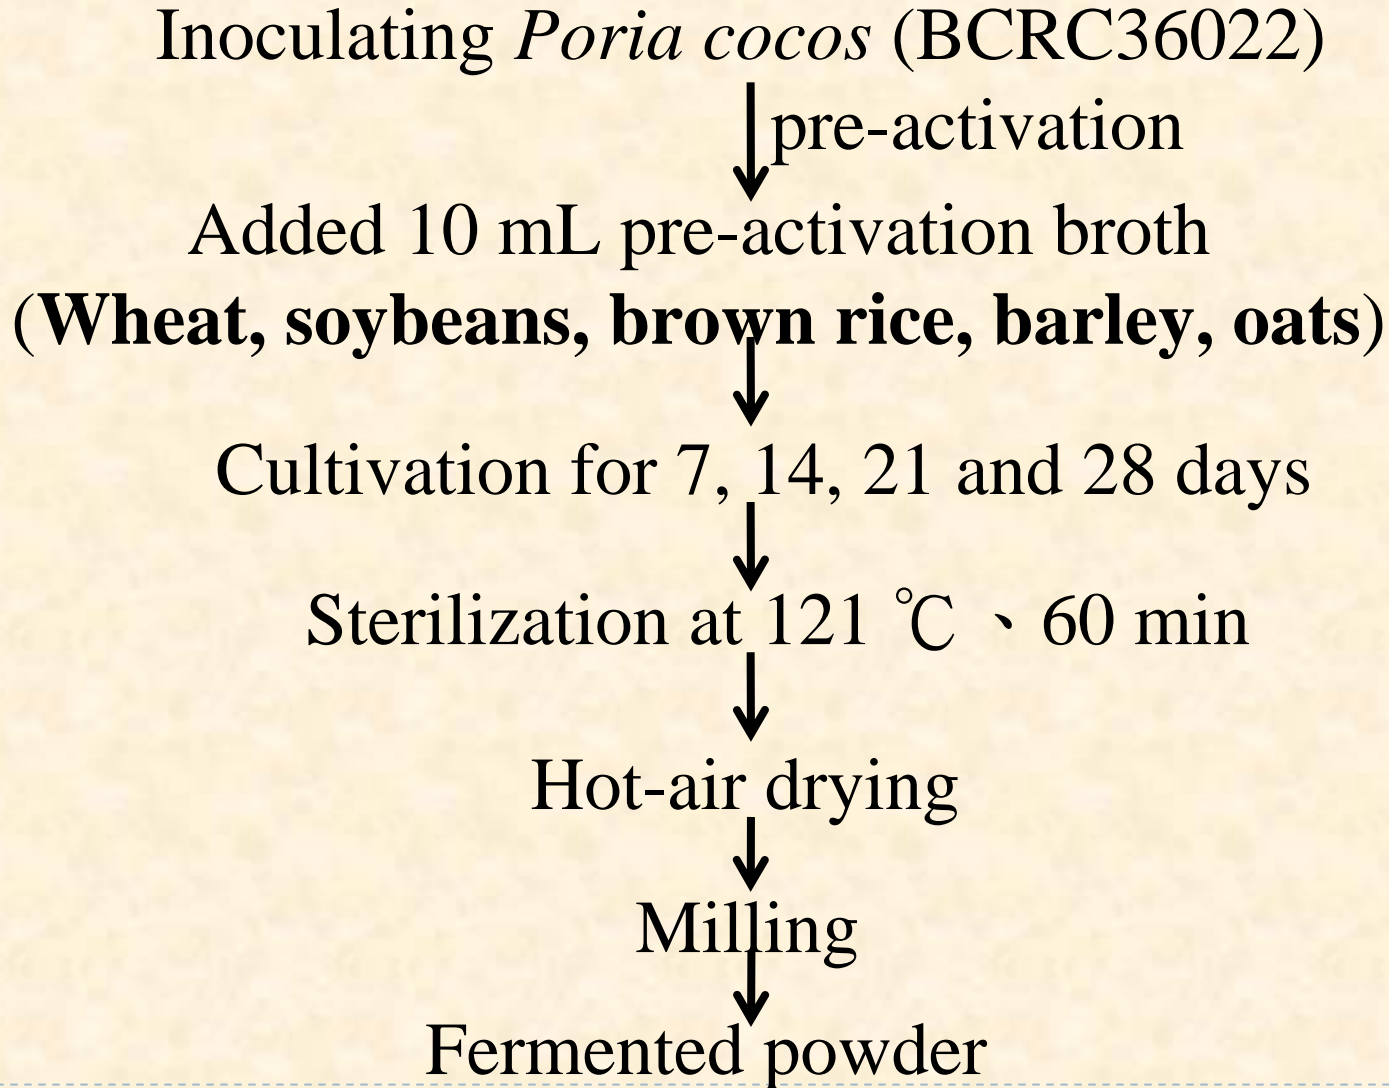 Inoculating Poria cocos (BCRC36022)
pre-activation
Added 10 mL pre-activation broth
(Wheat, soybeans, brown rice, barley, oats)
Cultivation for 7, 14, 21 and 28 days
Sterilization at 121 ℃、60 min
Hot-air drying
Milling
Fermented powder